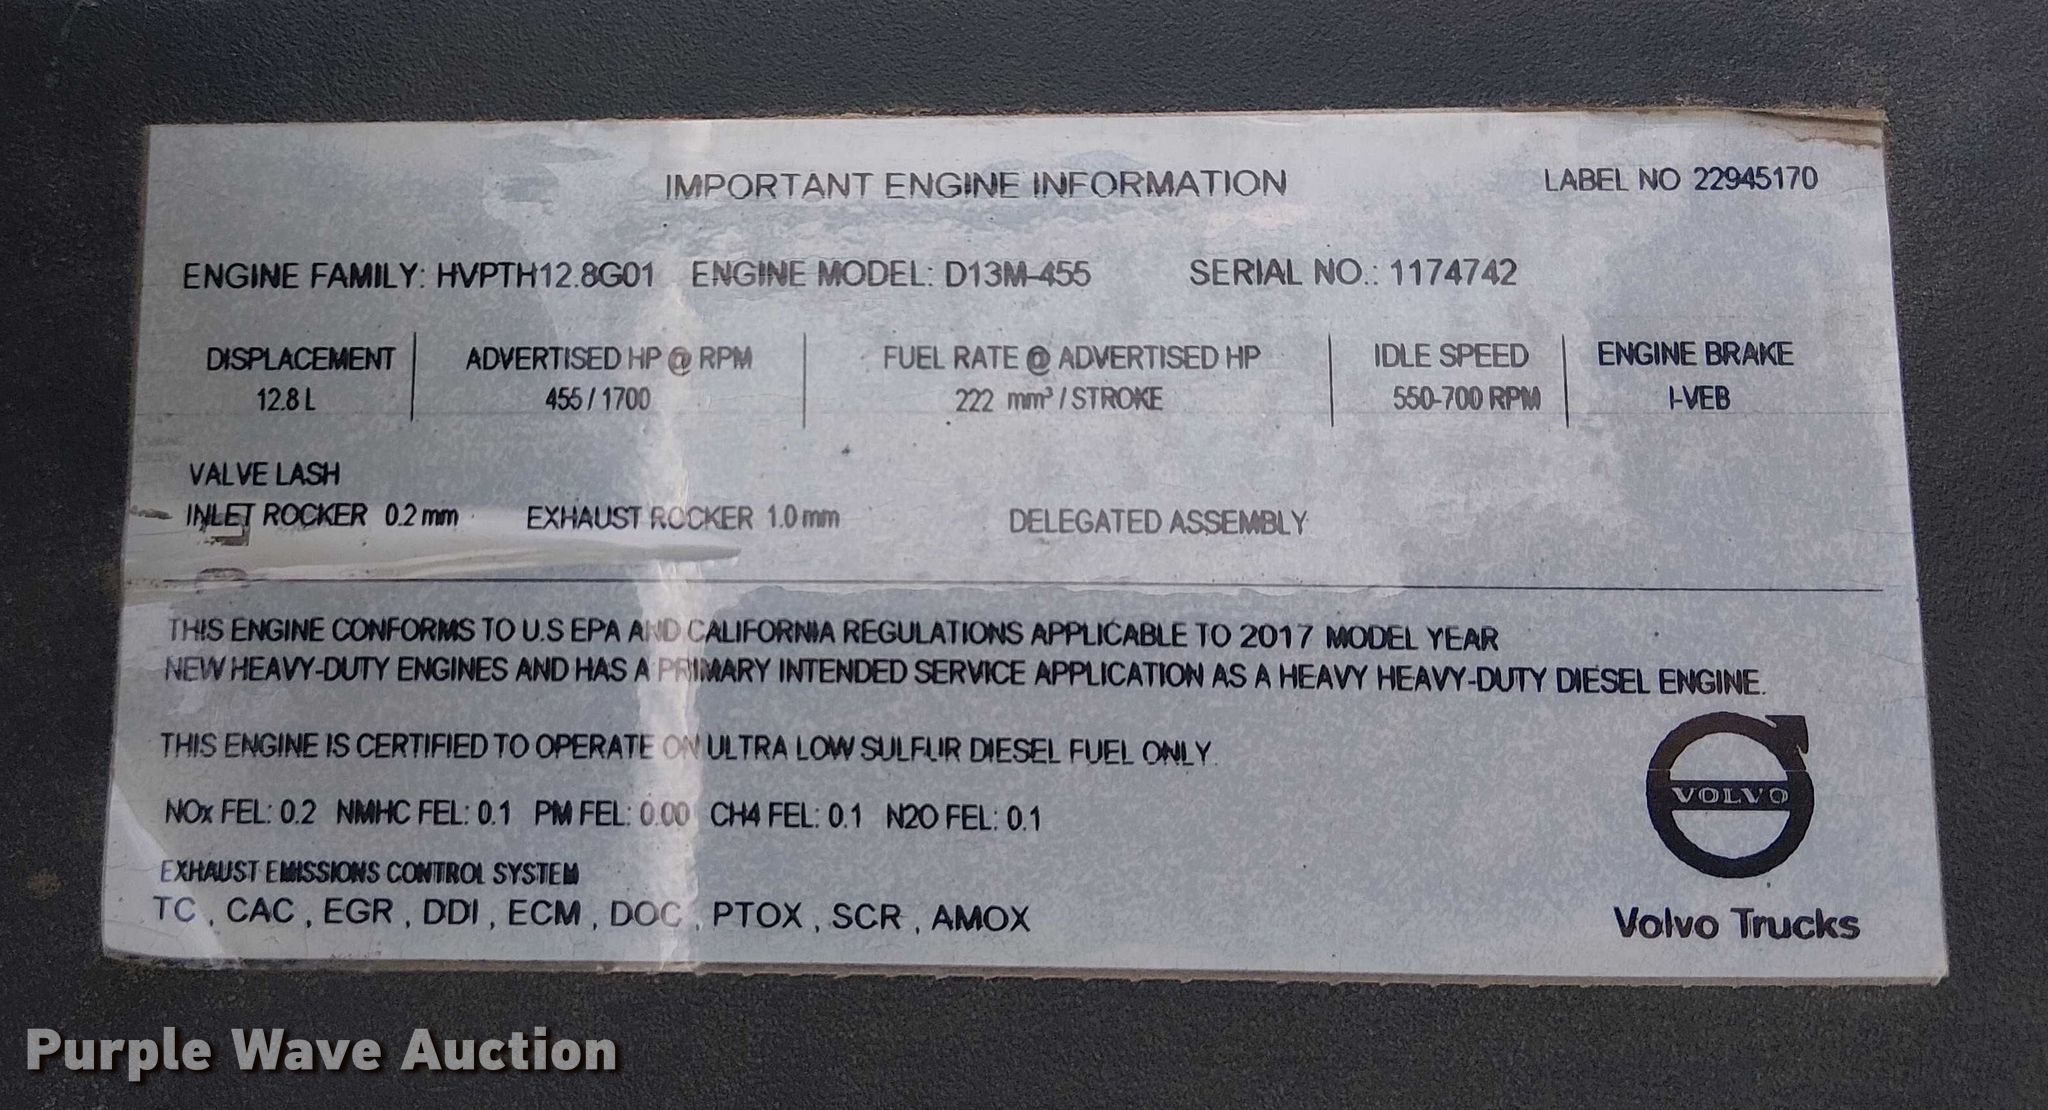 IMPORTANT ENGINE INFORMATION LABEL NO 22945170
ENGINE FAMILY: HVPTH12.8G01 ENGINE MODEL: D13M-455 SERIAL NO.: 1174742
DISPLACEMENT ADVERTISED HP @ RPM FUEL RATE @ ADVERTISED HP IDLE SPEED ENGINE BRAKE
12.8 L 455 / 1700 222 mm³ / STROKE 550-700 RPM I-VEB
VALVE LASH
INLET ROCKER 0.2 mm EXHAUST ROCKER 1.0 mm DELEGATED ASSEMBLY
THIS ENGINE CONFORMS TO U.S EPA AND CALIFORNIA REGULATIONS APPLICABLE TO 2017 MODEL YEAR
NEW HEAVY-DUTY ENGINES AND HAS A PRIMARY INTENDED SERVICE APPLICATION AS A HEAVY HEAVY-DUTY DIESEL ENGINE.
THIS ENGINE IS CERTIFIED TO OPERATE ON ULTRA LOW SULFUR DIESEL FUEL ONLY.
VOLVO
NOx FEL: 0.2 NMHC FEL: 0.1 PM FEL: 0.00 CH4 FEL: 0.1 N2O FEL: 0.1
EXHAUST EMISSIONS CONTROL SYSTEM
TC , CAC , EGR , DDI , ECM , DOC , PTOX , SCR , AMOX
Volvo Trucks
Purple Wave Auction